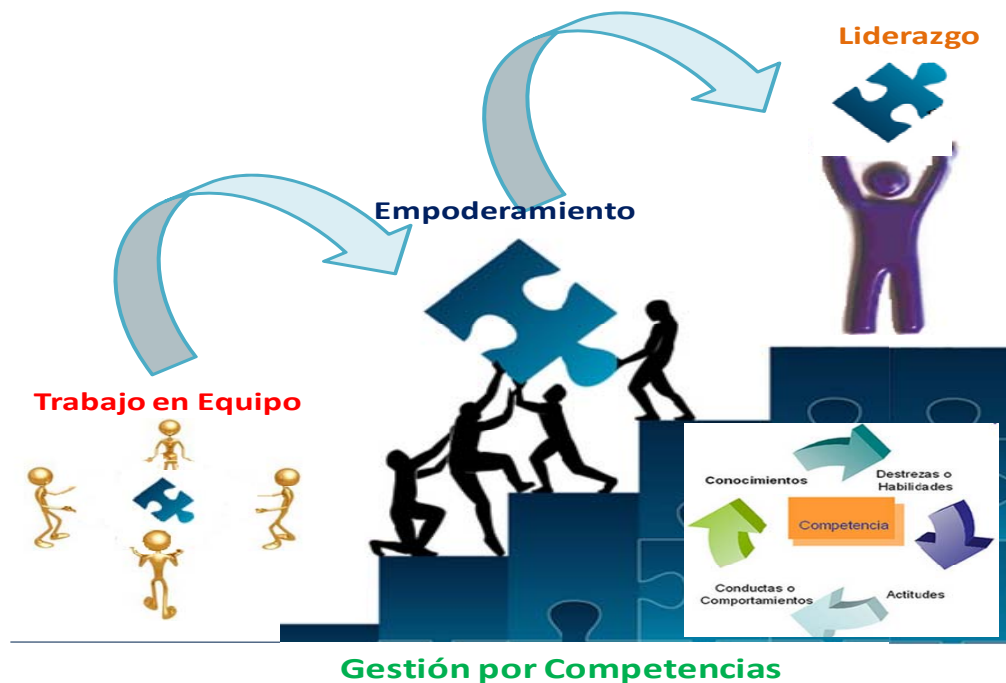 Liderazgo
Empoderamiento
Trabajo en Equipo
Conocimientos
Destrezas o
Habilidades
Competencia
Conductas o
Comportamientos
Actitudes
Gestión por Competencias